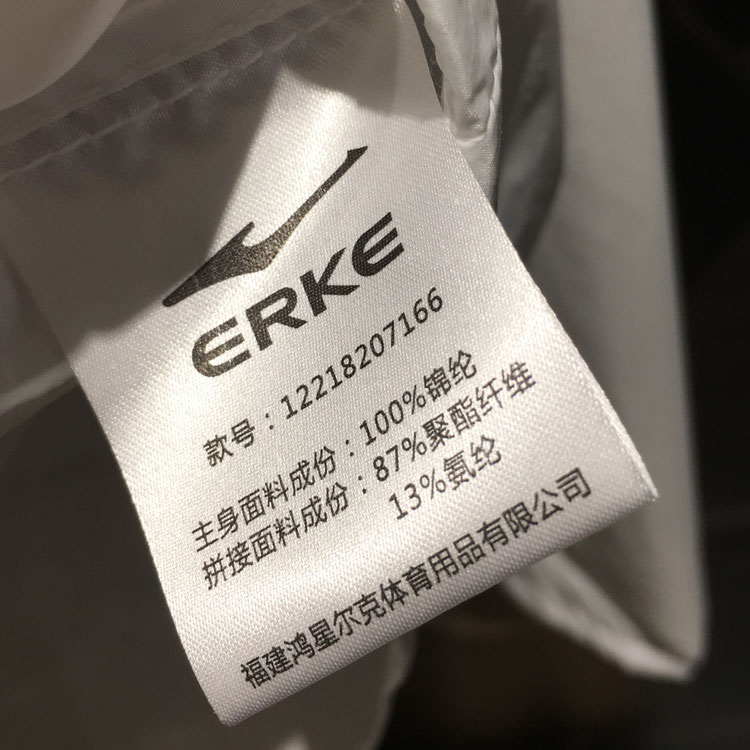 ERKE
款号：12218207166
主身面料成份：100%锦纶
拼接面料成份：87%聚酯纤维
13%氨纶
福建鸿星尔克体育用品有限公司